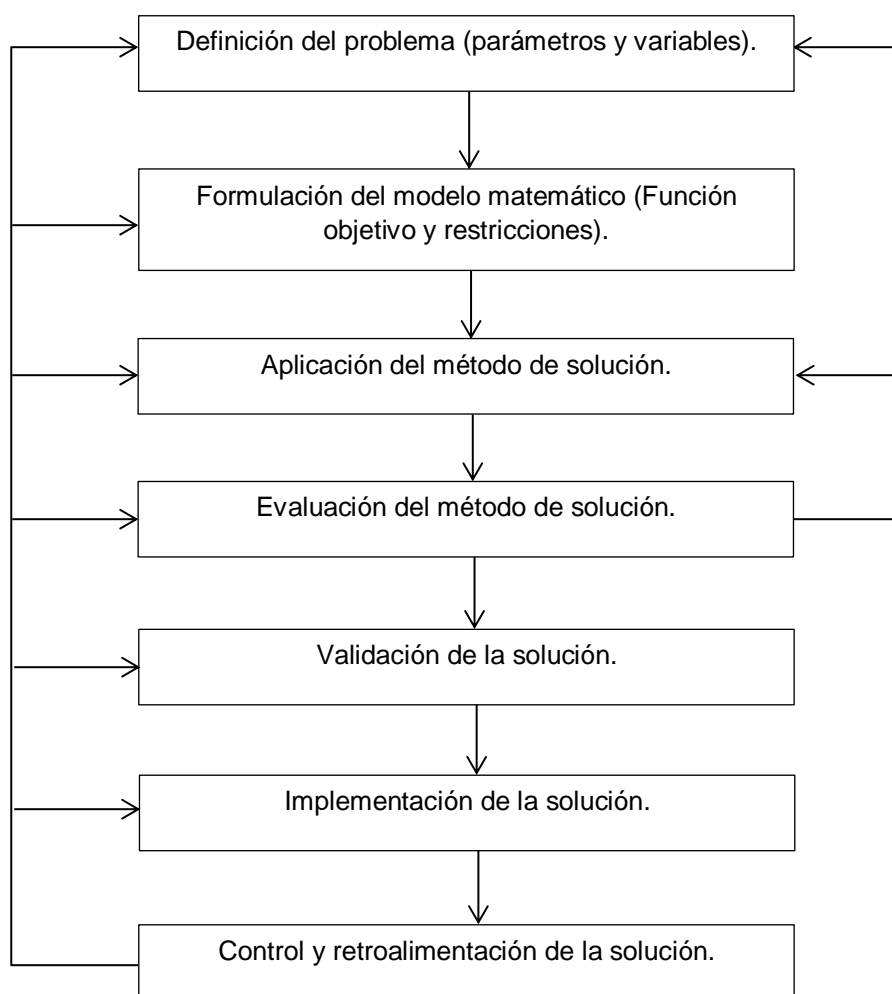 Definición del problema (parámetros y variables).
Formulación del modelo matemático (Función
objetivo y restricciones).
Aplicación del método de solución.
Evaluación del método de solución.
Validación de la solución.
Implementación de la solución.
Control y retroalimentación de la solución.